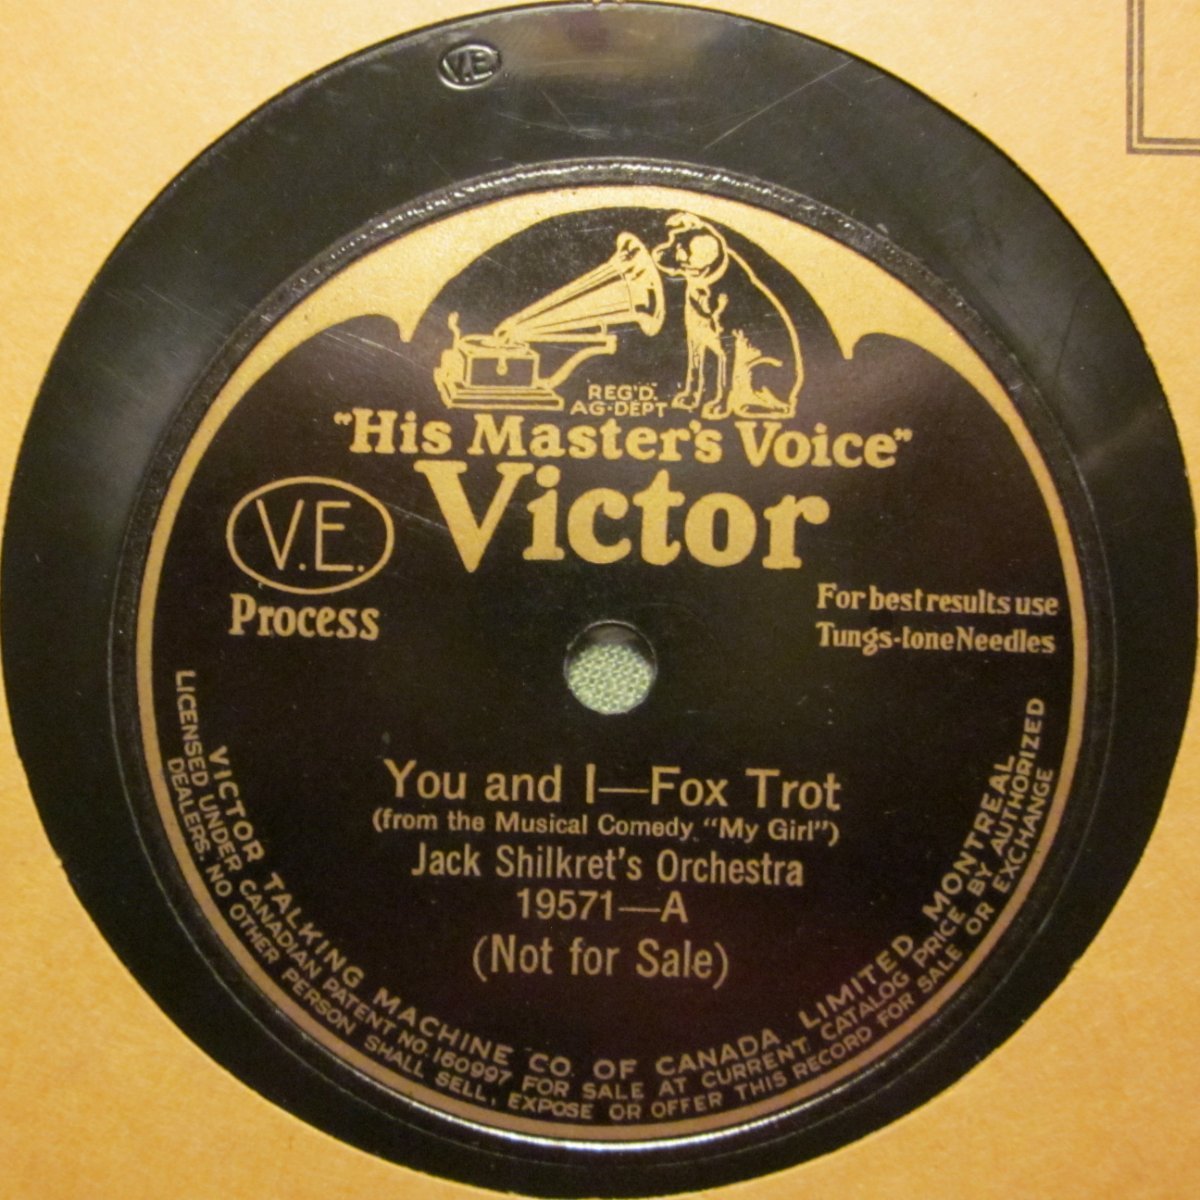 V.E.
REG'D.
AG-DEPT
"His Master's Voice"
Victor
V.E.
Process
For best results use
Tungs-tone Needles
You and I—Fox Trot
(from the Musical Comedy "My Girl")
Jack Shilkret's Orchestra
19571—A
(Not for Sale)
VICTOR TALKING MACHINE CO. OF CANADA, LIMITED, MONTREAL
LICENSED UNDER CANADIAN PATENT NO. 160997 FOR SALE AT CURRENT CATALOG PRICE BY AUTHORIZED
DEALERS. NO OTHER PERSON SHALL SELL, EXPOSE OR OFFER THIS RECORD FOR SALE OR EXCHANGE